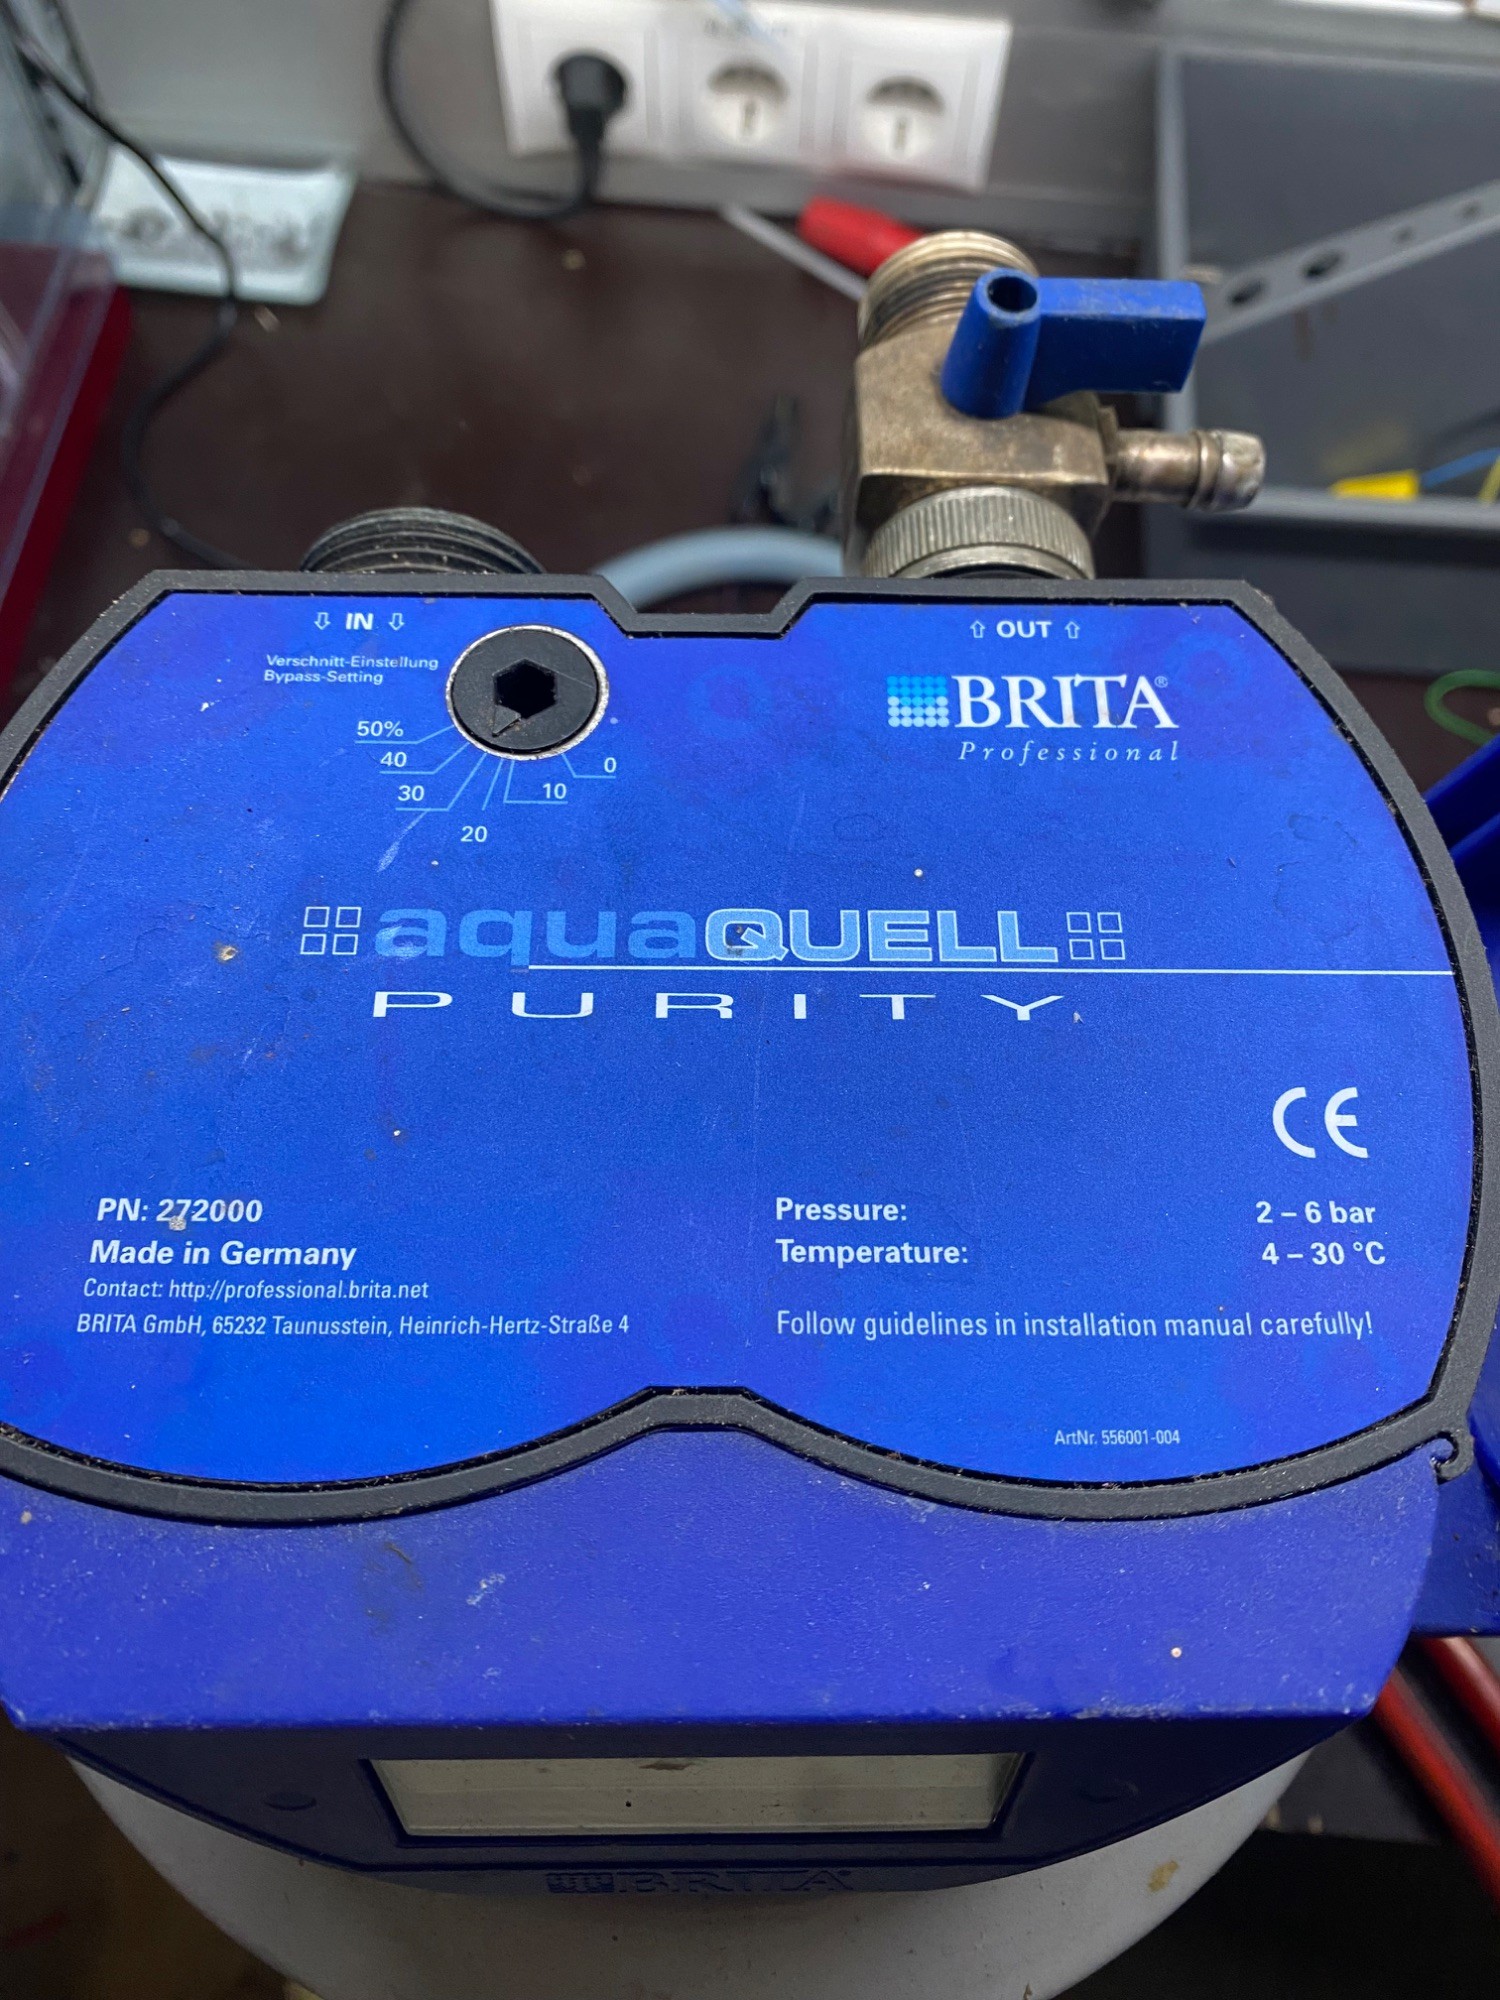 ⇩ IN ⇩
Verschnitt-Einstellung
Bypass-Setting
50%
40
30
20
10
0
⇧ OUT ⇧
BRITA®
Professional
aquaQUELL
PURITY
PN: 272000
Made in Germany
Contact: http://professional.brita.net
BRITA GmbH, 65232 Taunusstein, Heinrich-Hertz-Straße 4
CE
Pressure: 2 – 6 bar
Temperature: 4 – 30 °C
Follow guidelines in installation manual carefully!
ArtNr. 556001-004
BRITA